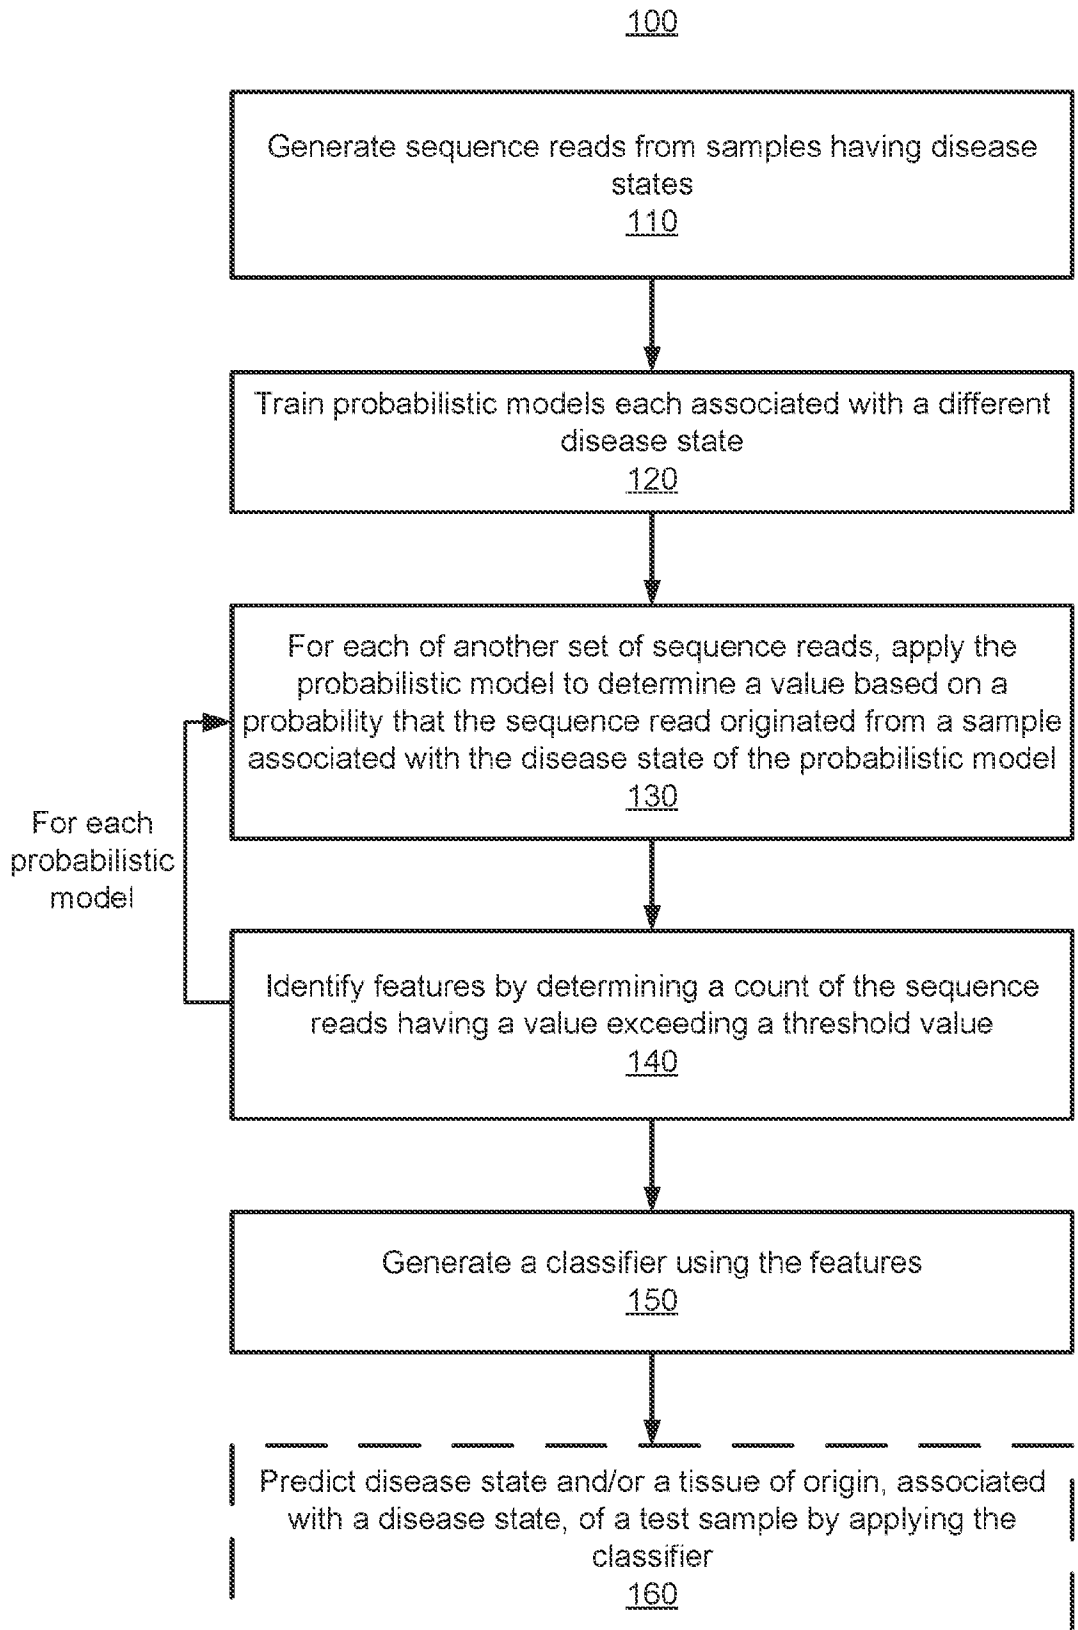 100
Generate sequence reads from samples having disease
states
110
Train probabilistic models each associated with a different
disease state
120
For each of another set of sequence reads, apply the
probabilistic model to determine a value based on a
probability that the sequence read originated from a sample
associated with the disease state of the probabilistic model
130
For each
probabilistic
model
Identify features by determining a count of the sequence
reads having a value exceeding a threshold value
140
Generate a classifier using the features
150
Predict disease state and/or a tissue of origin, associated
with a disease state, of a test sample by applying the
classifier
160